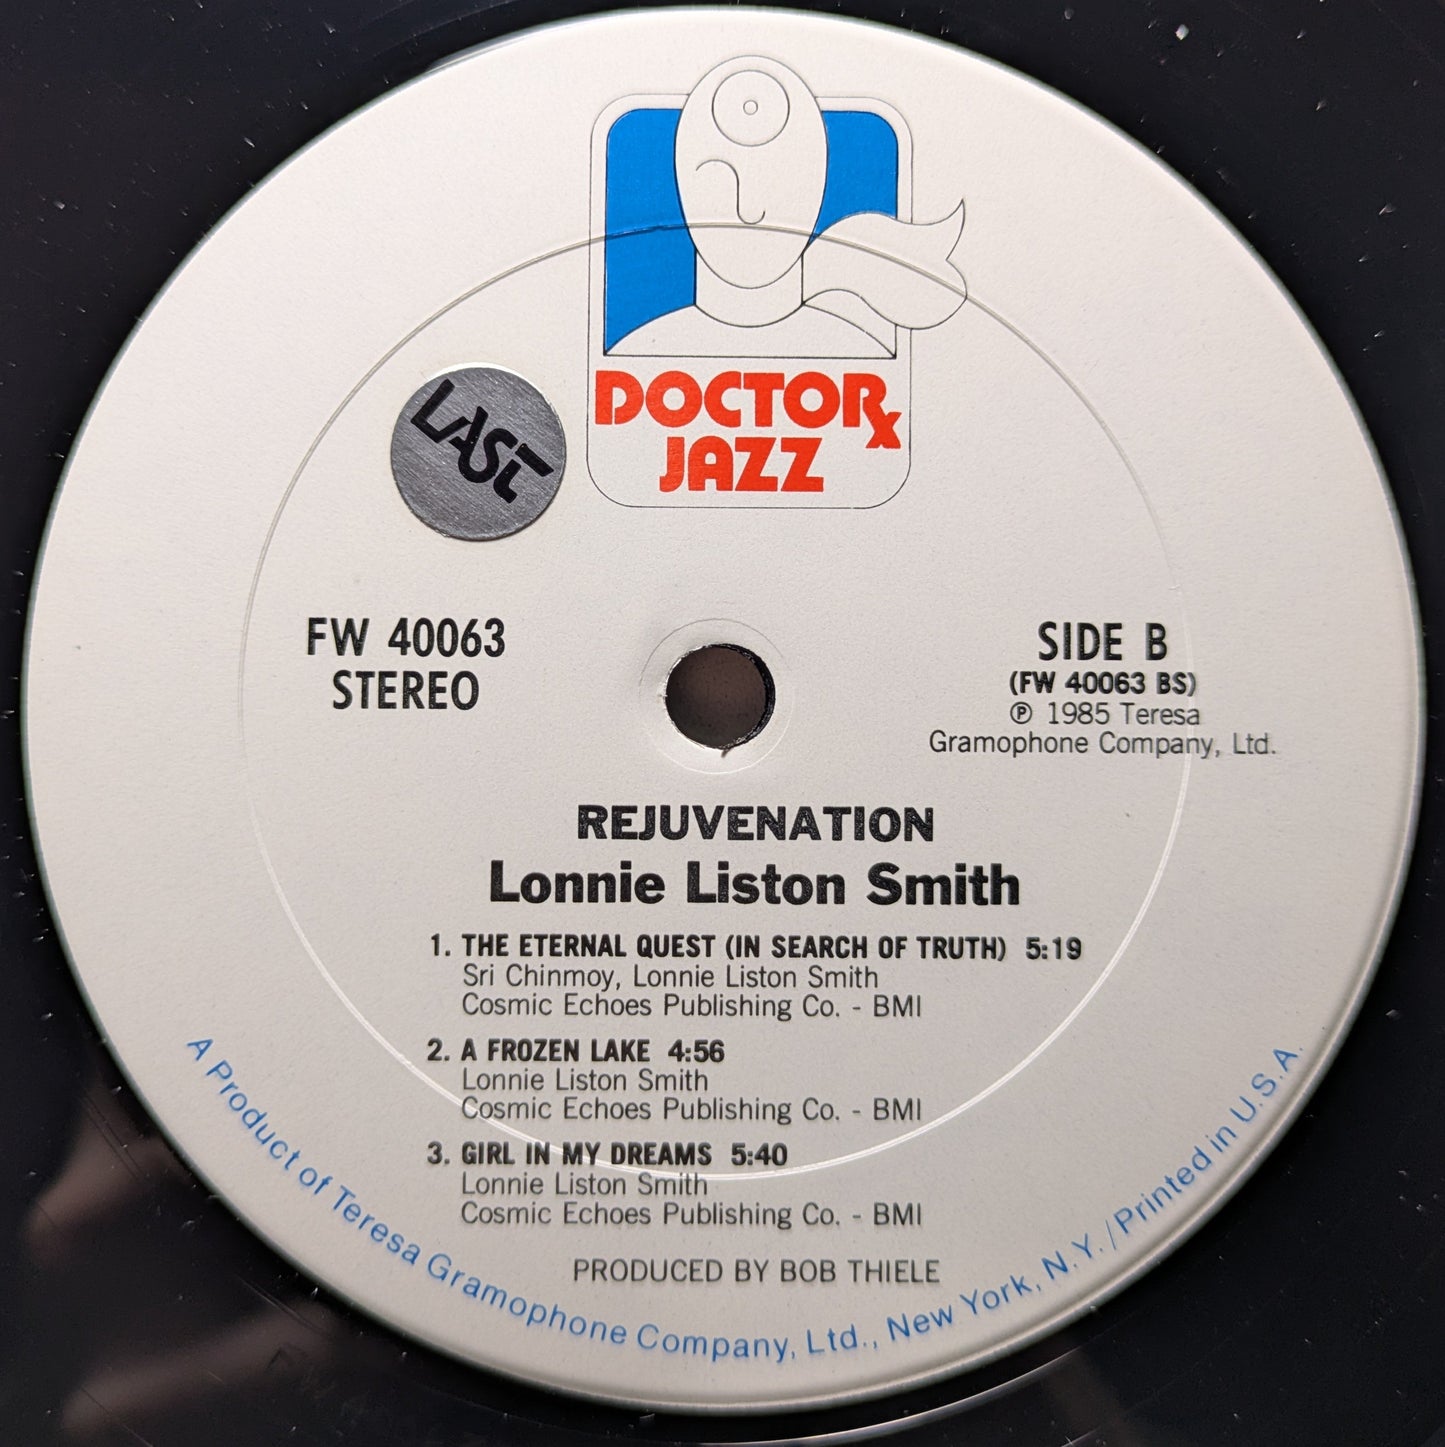 DOCTORx
JAZZ
LAST
FW 40063
STEREO
SIDE B
(FW 40063 BS)
℗ 1985 Teresa
Gramophone Company, Ltd.
REJUVENATION
Lonnie Liston Smith
1. THE ETERNAL QUEST (IN SEARCH OF TRUTH) 5:19
Sri Chinmoy, Lonnie Liston Smith
Cosmic Echoes Publishing Co. - BMI
2. A FROZEN LAKE 4:56
Lonnie Liston Smith
Cosmic Echoes Publishing Co. - BMI
3. GIRL IN MY DREAMS 5:40
Lonnie Liston Smith
Cosmic Echoes Publishing Co. - BMI
PRODUCED BY BOB THIELE
A Product of Teresa Gramophone Company, Ltd., New York, N.Y. / Printed in U.S.A.